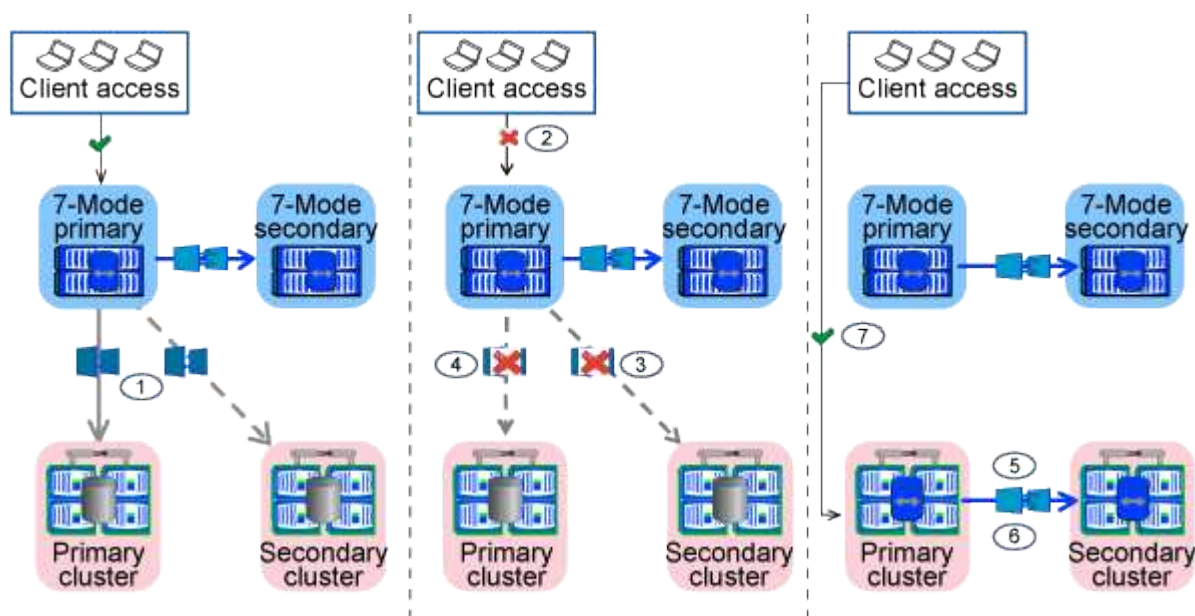 Client access
7-Mode
primary
7-Mode
secondary
1
Primary
cluster
Secondary
cluster
Client access
2
7-Mode
primary
7-Mode
secondary
4
3
Primary
cluster
Secondary
cluster
Client access
7-Mode
primary
7-Mode
secondary
7
5
6
Primary
cluster
Secondary
cluster